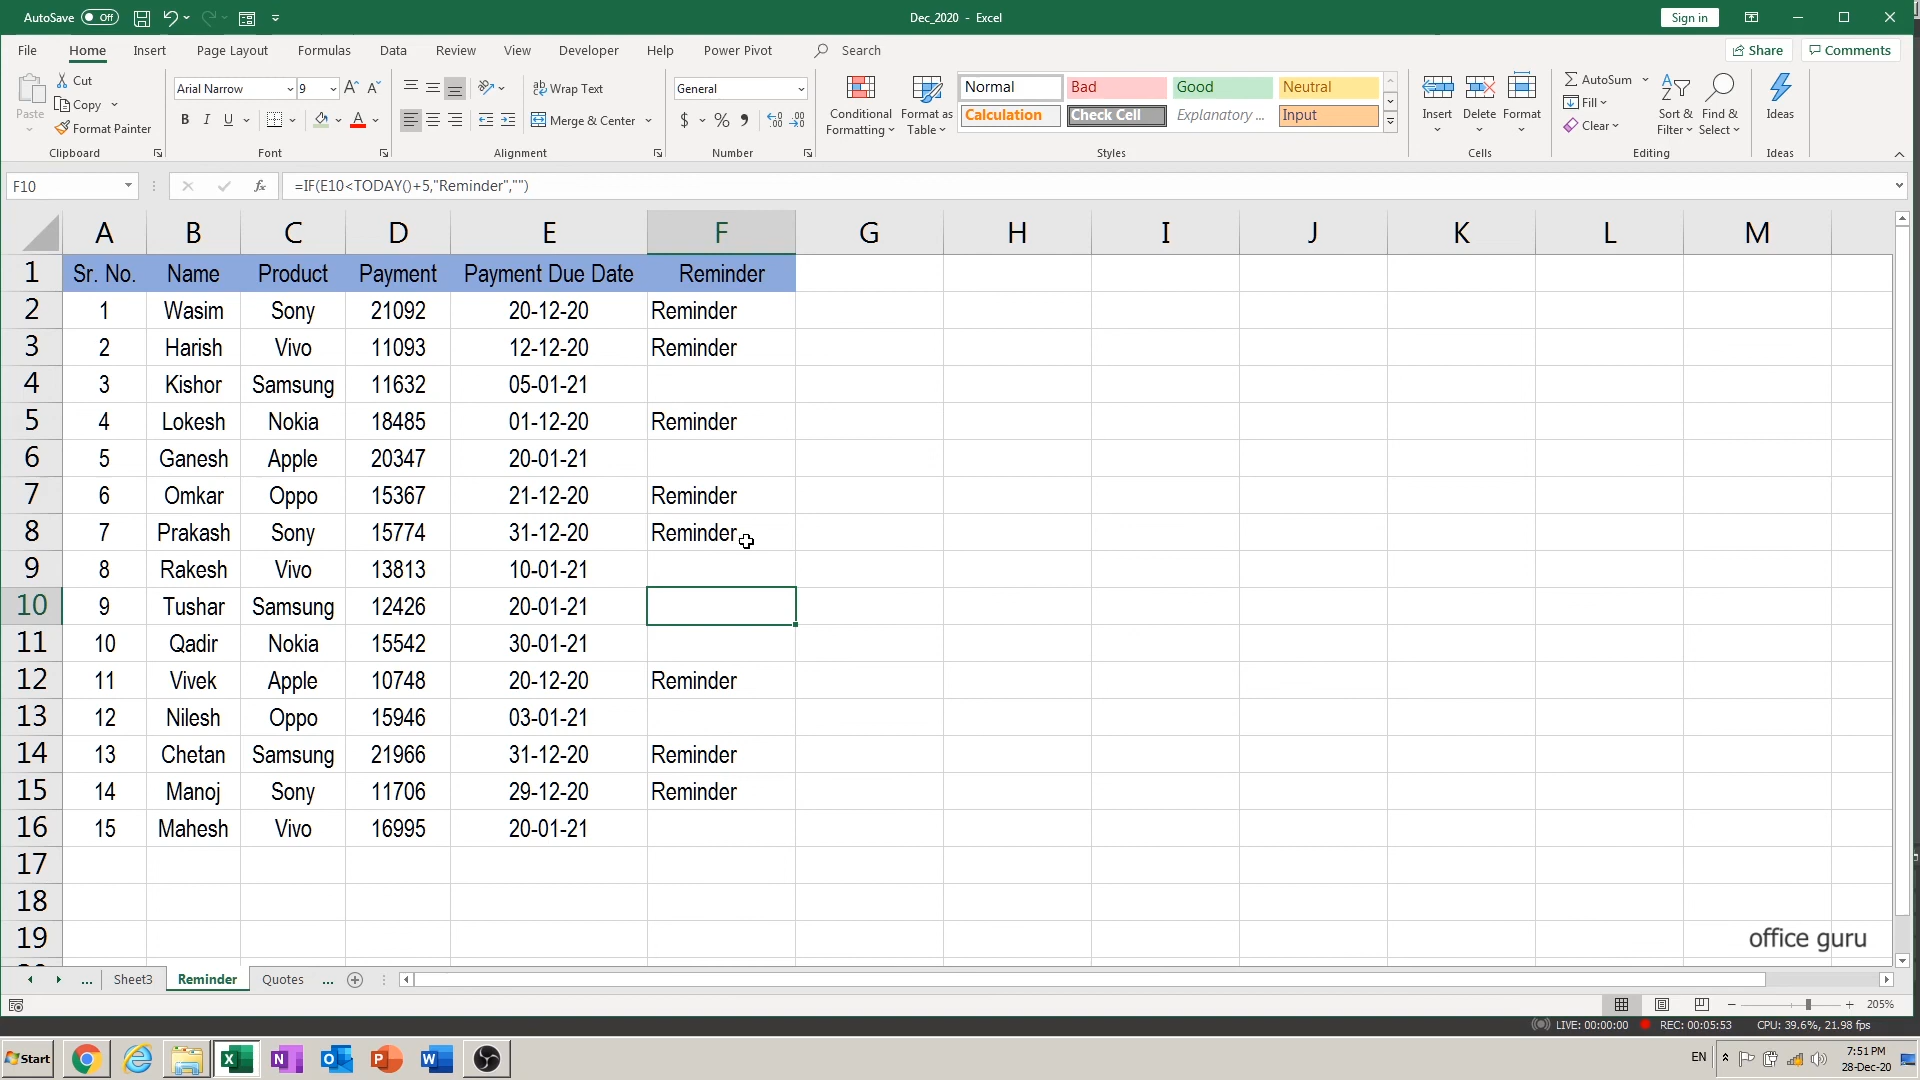 AutoSave Off Dec_2020 - Excel Sign in
File Home Insert Page Layout Formulas Data Review View Developer Help Power Pivot Search Share Comments
Paste Cut Copy Format Painter Clipboard
Arial Narrow 9 B I U Font
Wrap Text Merge & Center Alignment
General $ % Number
Conditional Formatting Format as Table Normal Bad Good Neutral Calculation Check Cell Explanatory ... Input Styles
Insert Delete Format Cells
AutoSum Fill Clear Sort & Filter Find & Select Editing
Ideas Ideas
F10 fx =IF(E10<TODAY()+5,"Reminder","")
A B C D E F G H I J K L M
1 Sr. No. Name Product Payment Payment Due Date Reminder
2 1 Wasim Sony 21092 20-12-20 Reminder
3 2 Harish Vivo 11093 12-12-20 Reminder
4 3 Kishor Samsung 11632 05-01-21
5 4 Lokesh Nokia 18485 01-12-20 Reminder
6 5 Ganesh Apple 20347 20-01-21
7 6 Omkar Oppo 15367 21-12-20 Reminder
8 7 Prakash Sony 15774 31-12-20 Reminder
9 8 Rakesh Vivo 13813 10-01-21
10 9 Tushar Samsung 12426 20-01-21
11 10 Qadir Nokia 15542 30-01-21
12 11 Vivek Apple 10748 20-12-20 Reminder
13 12 Nilesh Oppo 15946 03-01-21
14 13 Chetan Samsung 21966 31-12-20 Reminder
15 14 Manoj Sony 11706 29-12-20 Reminder
16 15 Mahesh Vivo 16995 20-01-21
17
18
19
office guru
... Sheet3 Reminder Quotes ...
205%
LIVE: 00:00:00 REC: 00:05:53 CPU: 39.6%, 21.98 fps
Start EN 7:51 PM
28-Dec-20